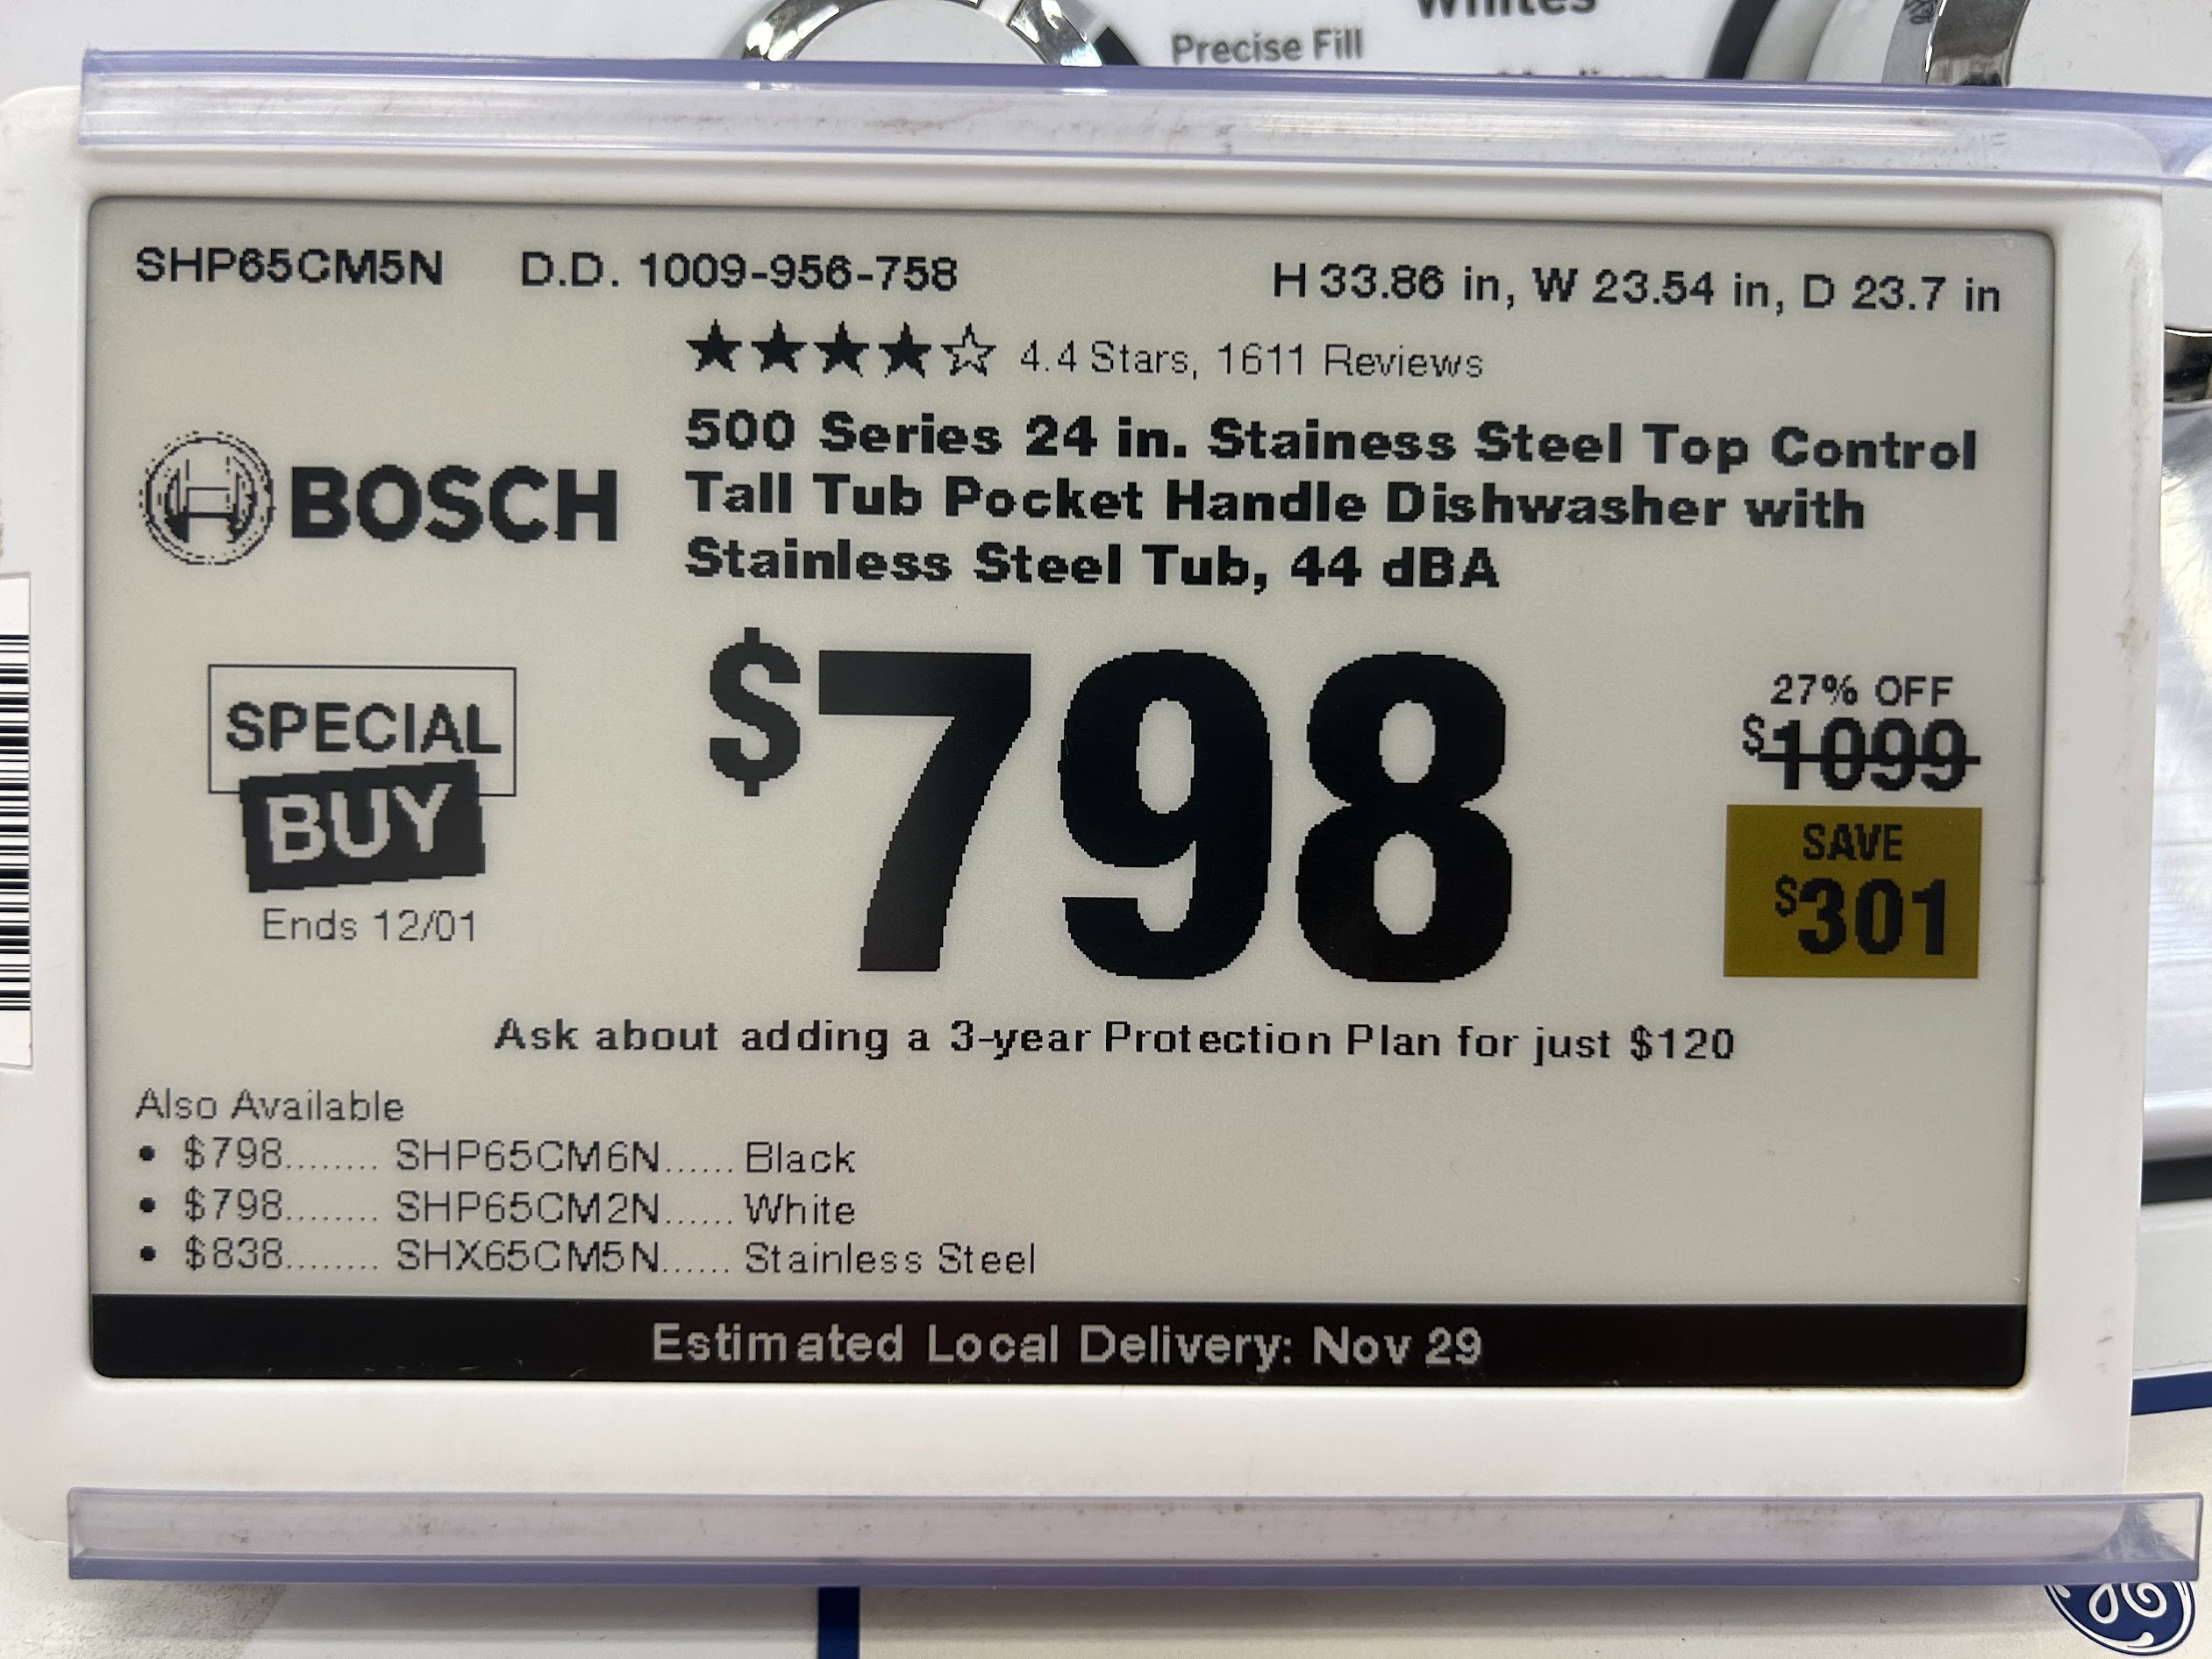 Whites
Precise Fill
SHP65CM5N D.D. 1009-956-758 H 33.86 in, W 23.54 in, D 23.7 in
4.4 Stars, 1611 Reviews
BOSCH
500 Series 24 in. Stainess Steel Top Control
Tall Tub Pocket Handle Dishwasher with
Stainless Steel Tub, 44 dBA
SPECIAL
BUY
Ends 12/01
$798
27% OFF
$1099
SAVE
$301
Ask about adding a 3-year Protection Plan for just $120
Also Available
• $798........ SHP65CM6N...... Black
• $798........ SHP65CM2N...... White
• $838........ SHX65CM5N...... Stainless Steel
Estimated Local Delivery: Nov 29
GE